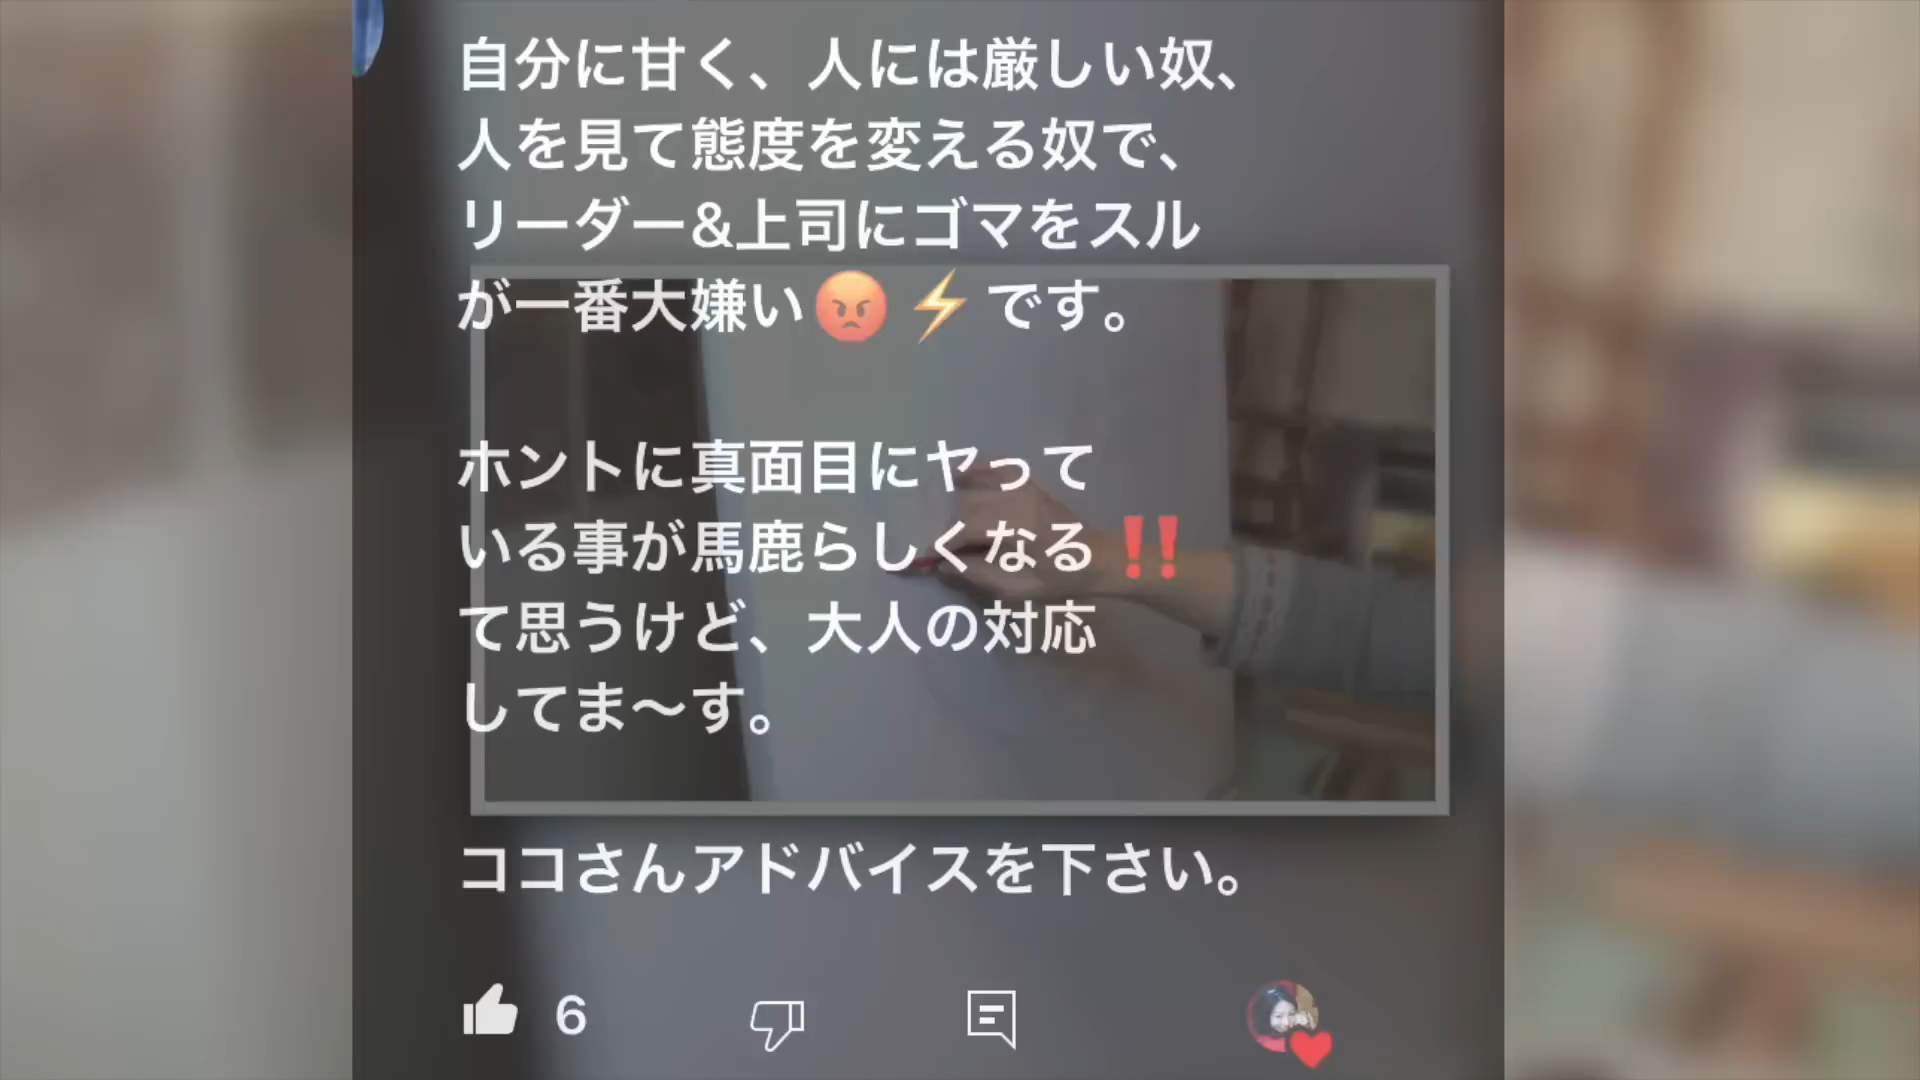 自分に甘く、人には厳しい奴、
人を見て態度を変える奴で、
リーダー&上司にゴマをスル
が一番大嫌い😡⚡です。
ホントに真面目にヤって
いる事が馬鹿らしくなる‼️
て思うけど、大人の対応
してま〜す。
ココさんアドバイスを下さい。
6